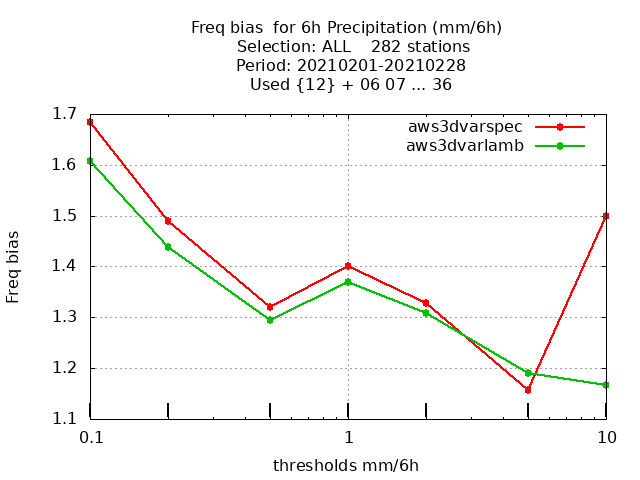 Freq bias  for 6h Precipitation (mm/6h)
Selection: ALL    282 stations
Period: 20210201-20210228
Used {12} + 06 07 ... 36
aws3dvarspec
aws3dvarlamb
1.7
1.6
1.5
1.4
1.3
1.2
1.1
Freq bias
0.1 1 10
thresholds mm/6h